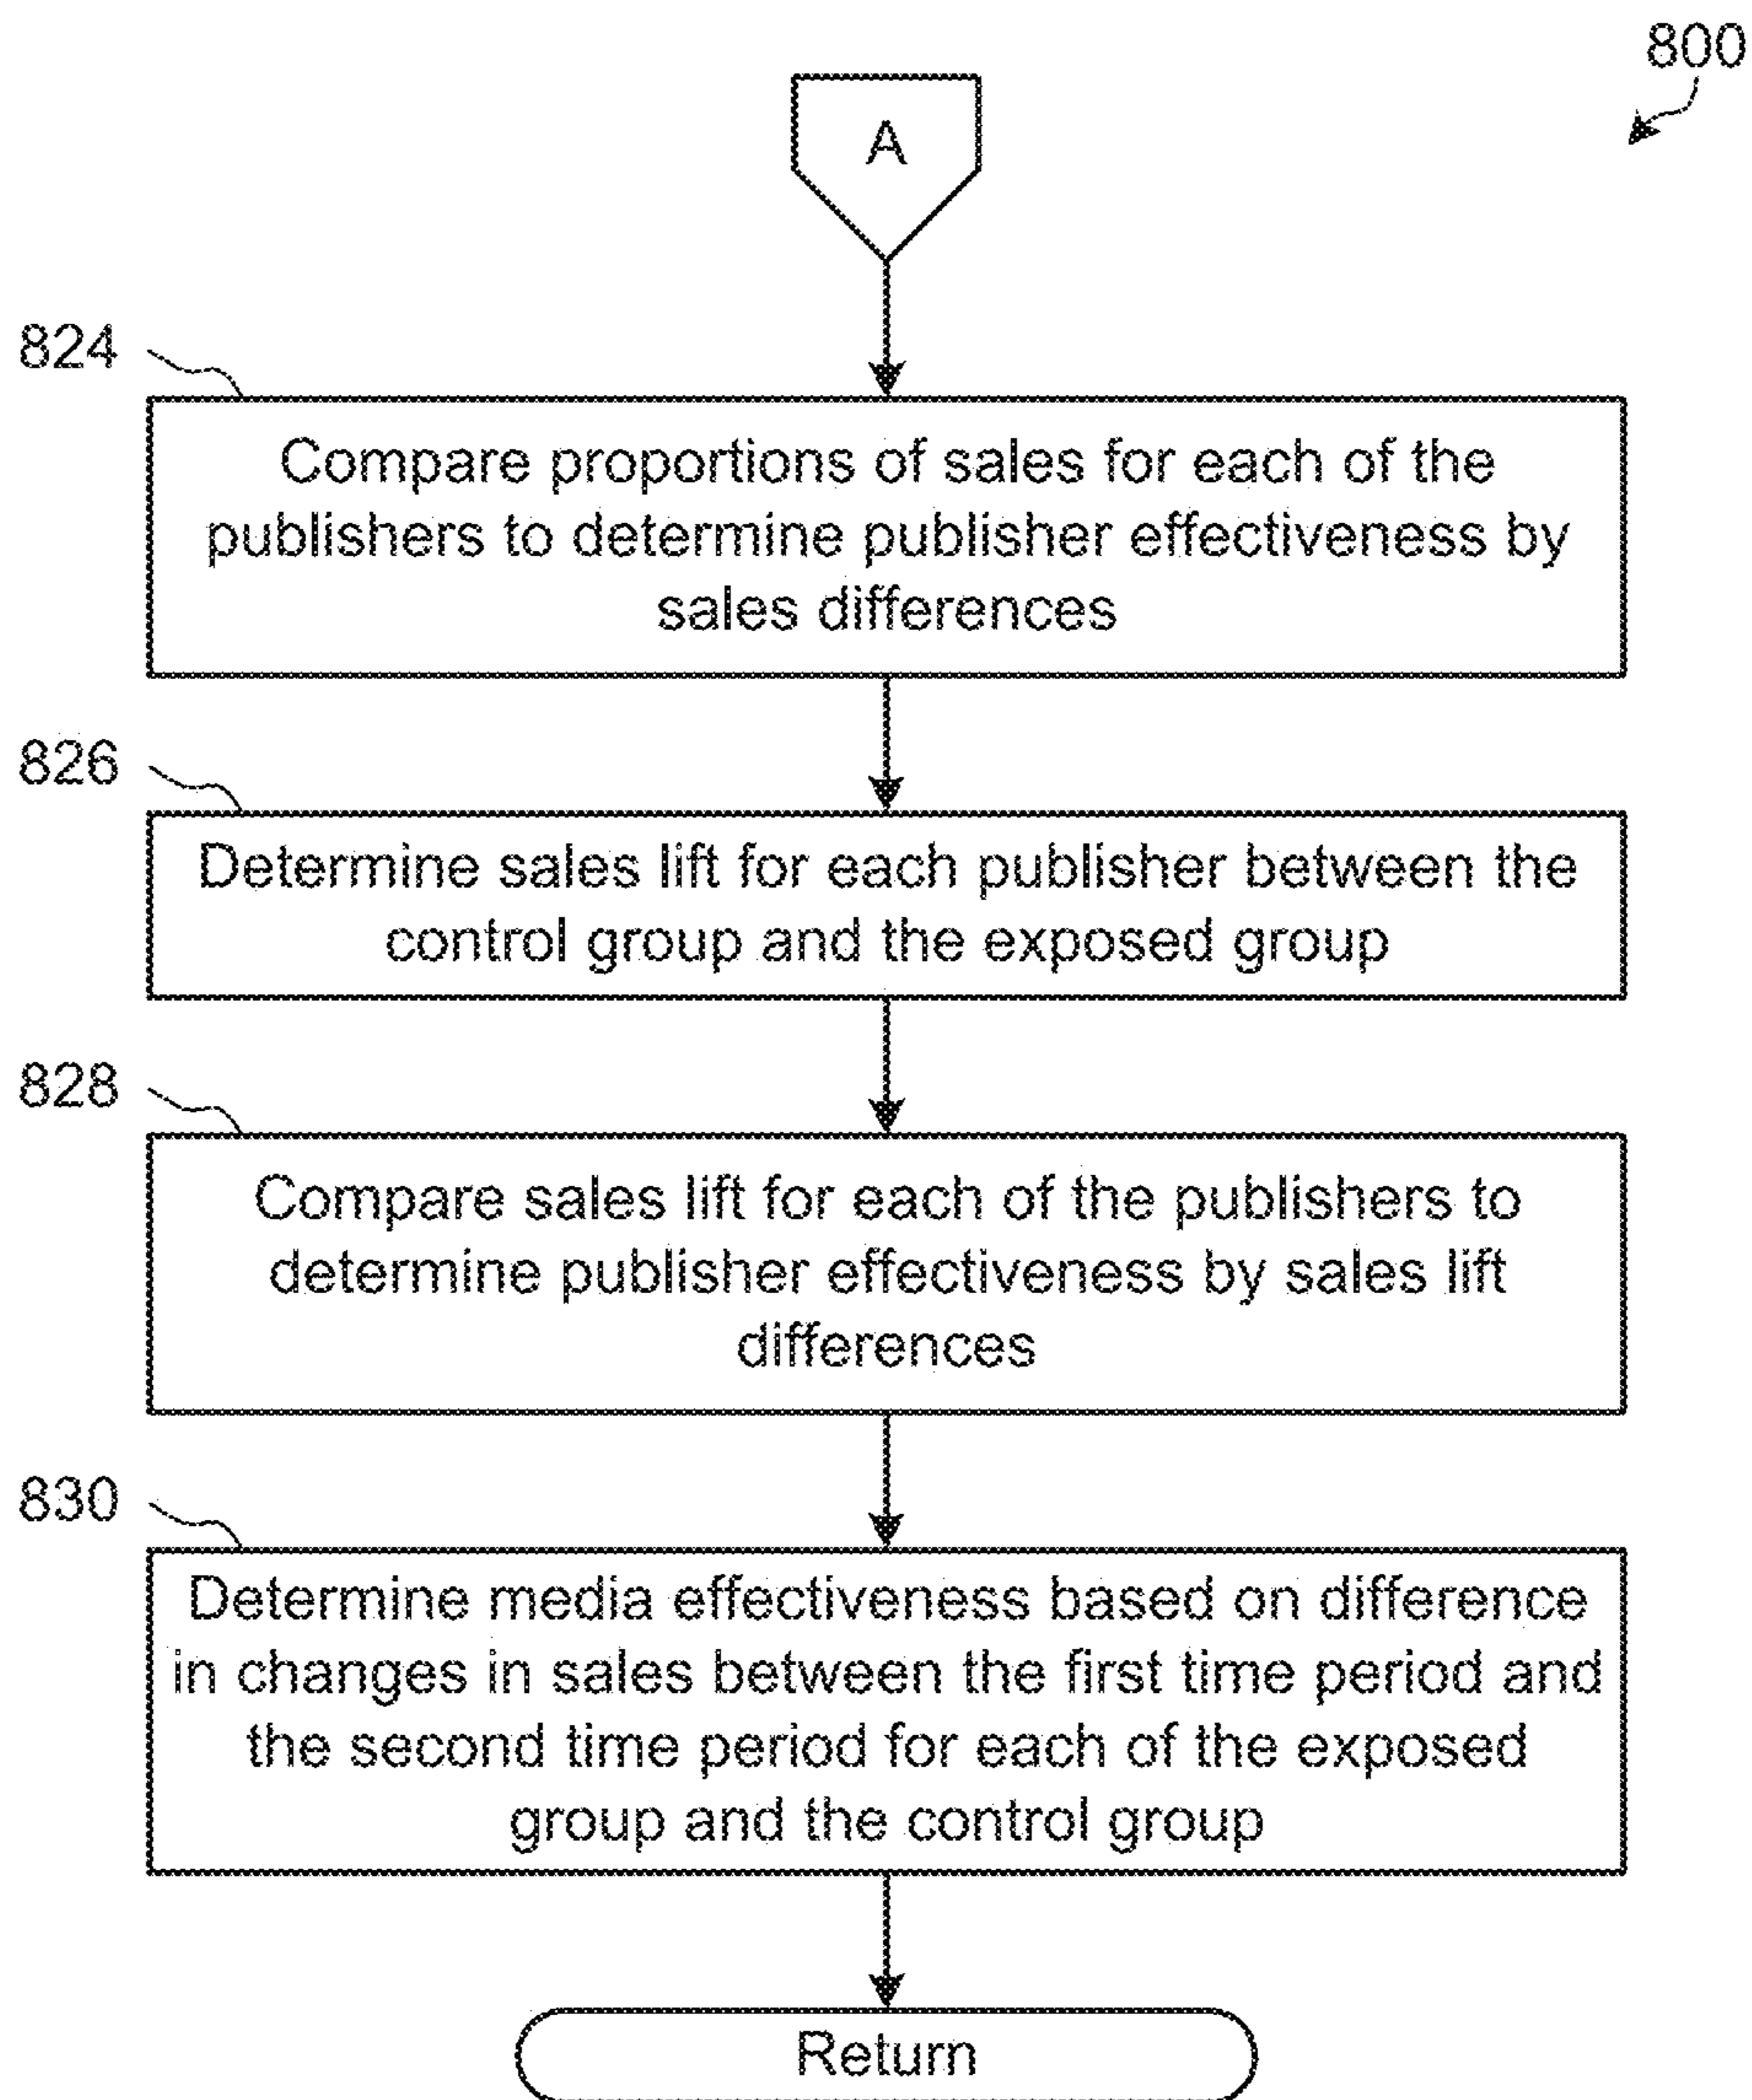 800
A
824
Compare proportions of sales for each of the
publishers to determine publisher effectiveness by
sales differences
826
Determine sales lift for each publisher between the
control group and the exposed group
828
Compare sales lift for each of the publishers to
determine publisher effectiveness by sales lift
differences
830
Determine media effectiveness based on difference
in changes in sales between the first time period and
the second time period for each of the exposed
group and the control group
Return